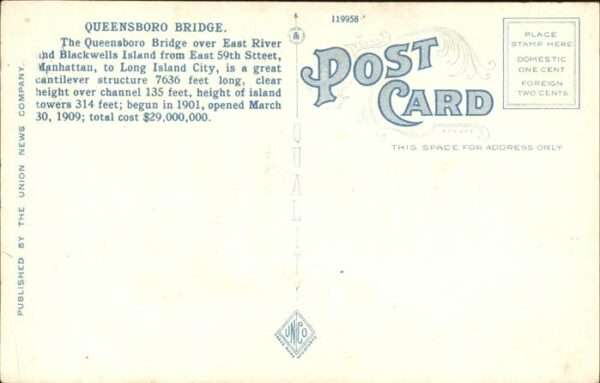 QUEENSBORO BRIDGE.
The Queensboro Bridge over East River
and Blackwells Island from East 59th Street,
Manhattan, to Long Island City, is a great
cantilever structure 7636 feet long, clear
height over channel 135 feet, height of island
towers 314 feet; begun in 1901, opened March
30, 1909; total cost $29,000,000.
PUBLISHED BY THE UNION NEWS COMPANY.
119958
QUALITY
UNCO
POST
CARD
PLACE
STAMP HERE
DOMESTIC
ONE CENT
FOREIGN
TWO CENTS
THIS SPACE FOR ADDRESS ONLY